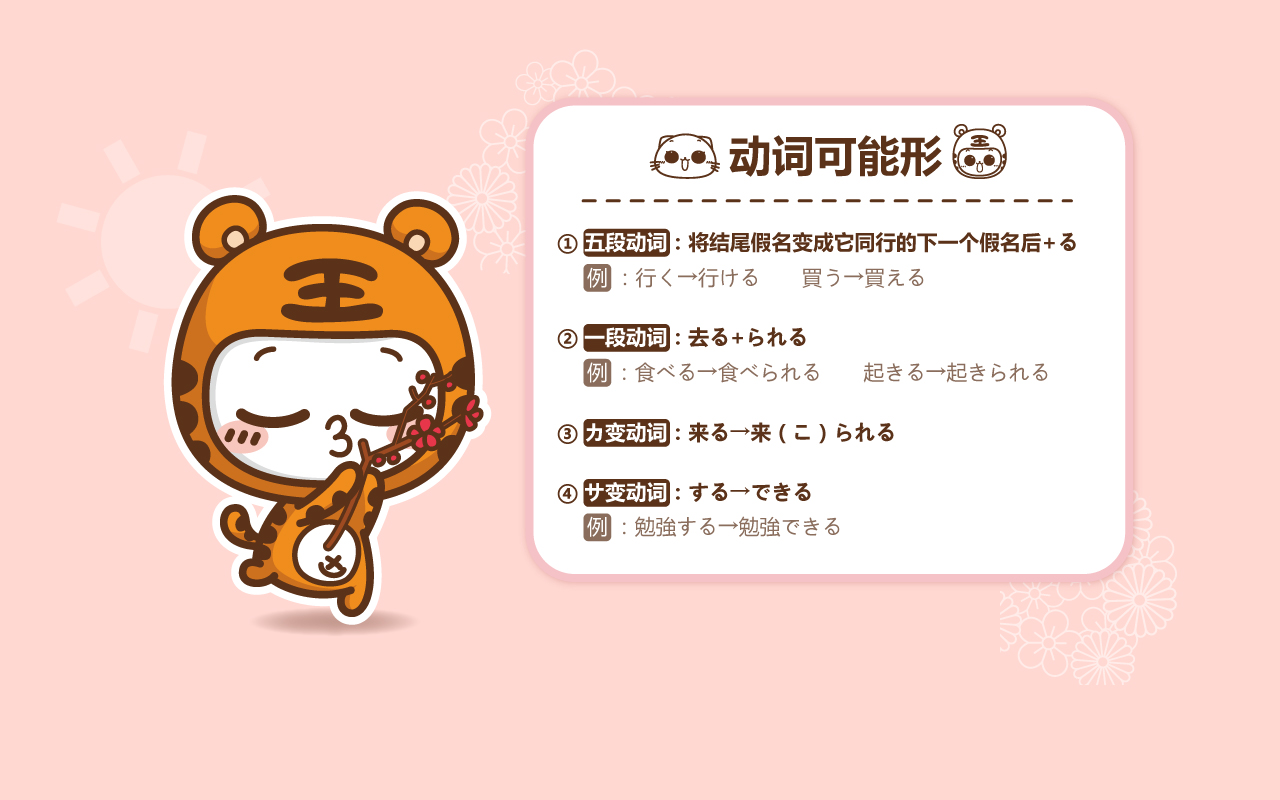 动词可能形
① 五段动词：将结尾假名变成它同行的下一个假名后+る
例：行く→行ける　　買う→買える
② 一段动词：去る+られる
例：食べる→食べられる　　起きる→起きられる
③ カ变动词：来る→来（こ）られる
④ サ变动词：する→できる
例：勉強する→勉強できる
王